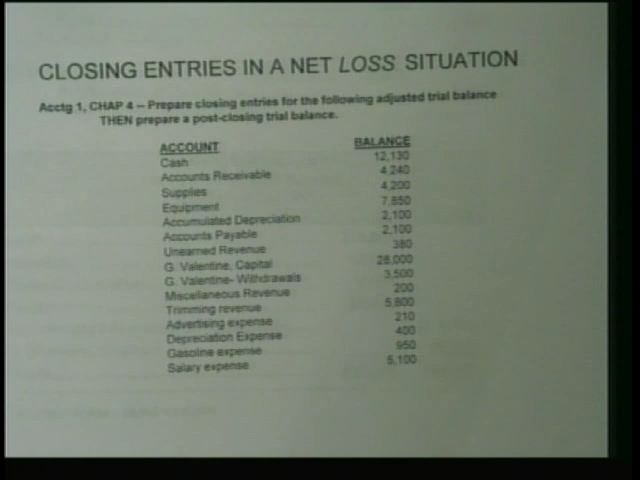 CLOSING ENTRIES IN A NET LOSS SITUATION
Acctg 1, CHAP 4 – Prepare closing entries for the following adjusted trial balance
THEN prepare a post-closing trial balance.
ACCOUNT BALANCE
Cash 12,130
Accounts Receivable 4,240
Supplies 4,200
Equipment 7,850
Accumulated Depreciation 2,100
Accounts Payable 2,100
Unearned Revenue 380
G. Valentine, Capital 28,000
G. Valentine- Withdrawals 3,500
Miscellaneous Revenue 200
Trimming revenue 5,800
Advertising expense 210
Depreciation Expense 400
Gasoline expense 950
Salary expense 5,100